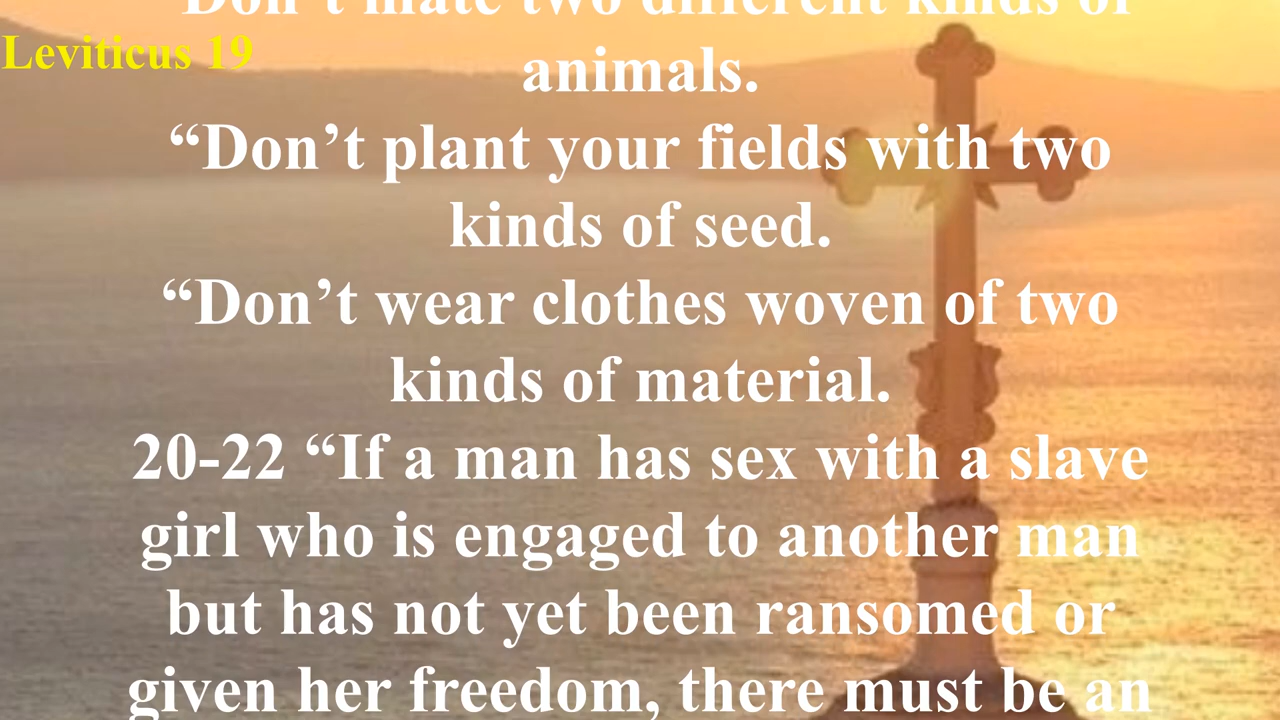 “Don’t mate two different kinds of
Leviticus 19
animals.
“Don’t plant your fields with two
kinds of seed.
“Don’t wear clothes woven of two
kinds of material.
20-22 “If a man has sex with a slave
girl who is engaged to another man
but has not yet been ransomed or
given her freedom, there must be an